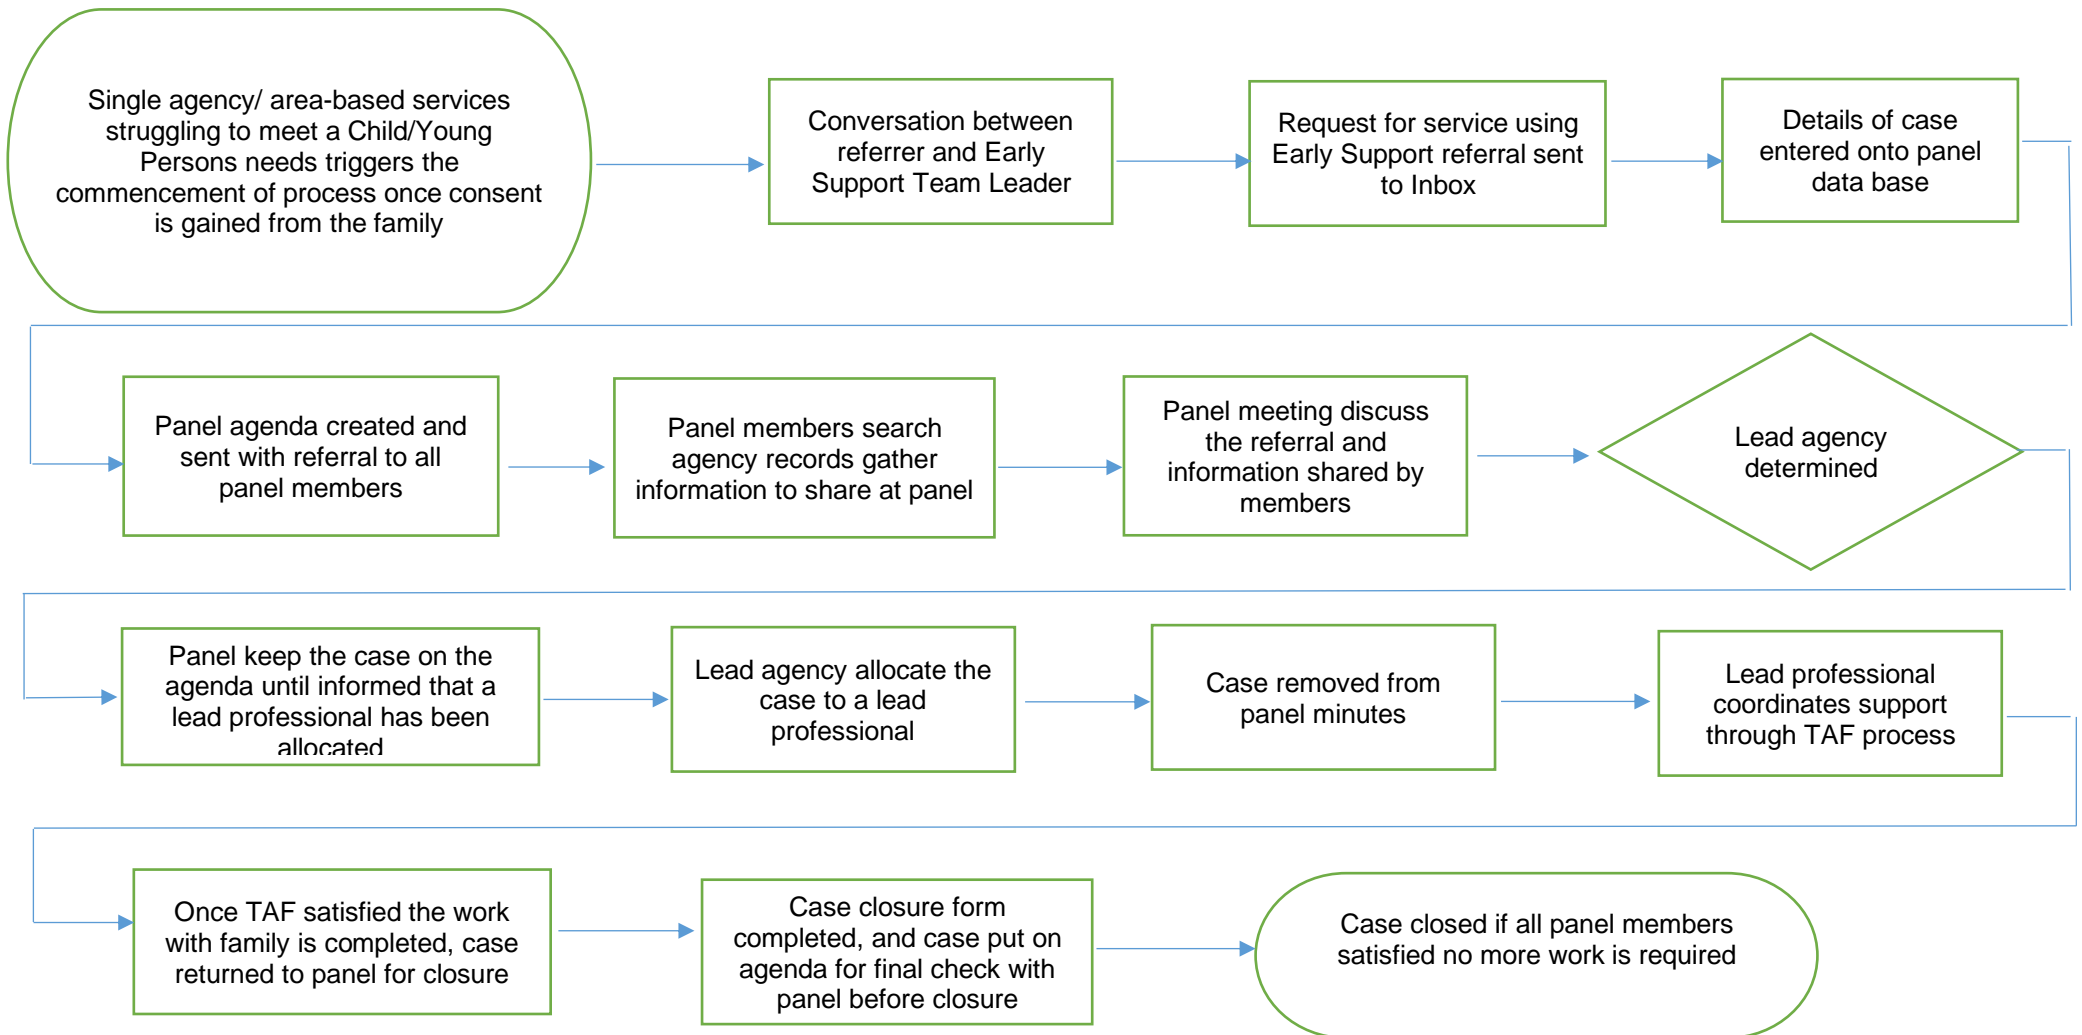 Single agency/ area-based services
struggling to meet a Child/Young
Persons needs triggers the
commencement of process once consent
is gained from the family
Conversation between
referrer and Early
Support Team Leader
Request for service using
Early Support referral sent
to Inbox
Details of case
entered onto panel
data base
Panel agenda created and
sent with referral to all
panel members
Panel members search
agency records gather
information to share at panel
Panel meeting discuss
the referral and
information shared by
members
Lead agency
determined
Panel keep the case on the
agenda until informed that a
lead professional has been
allocated
Lead agency allocate the
case to a lead
professional
Case removed from
panel minutes
Lead professional
coordinates support
through TAF process
Once TAF satisfied the work
with family is completed, case
returned to panel for closure
Case closure form
completed, and case put on
agenda for final check with
panel before closure
Case closed if all panel members
satisfied no more work is required